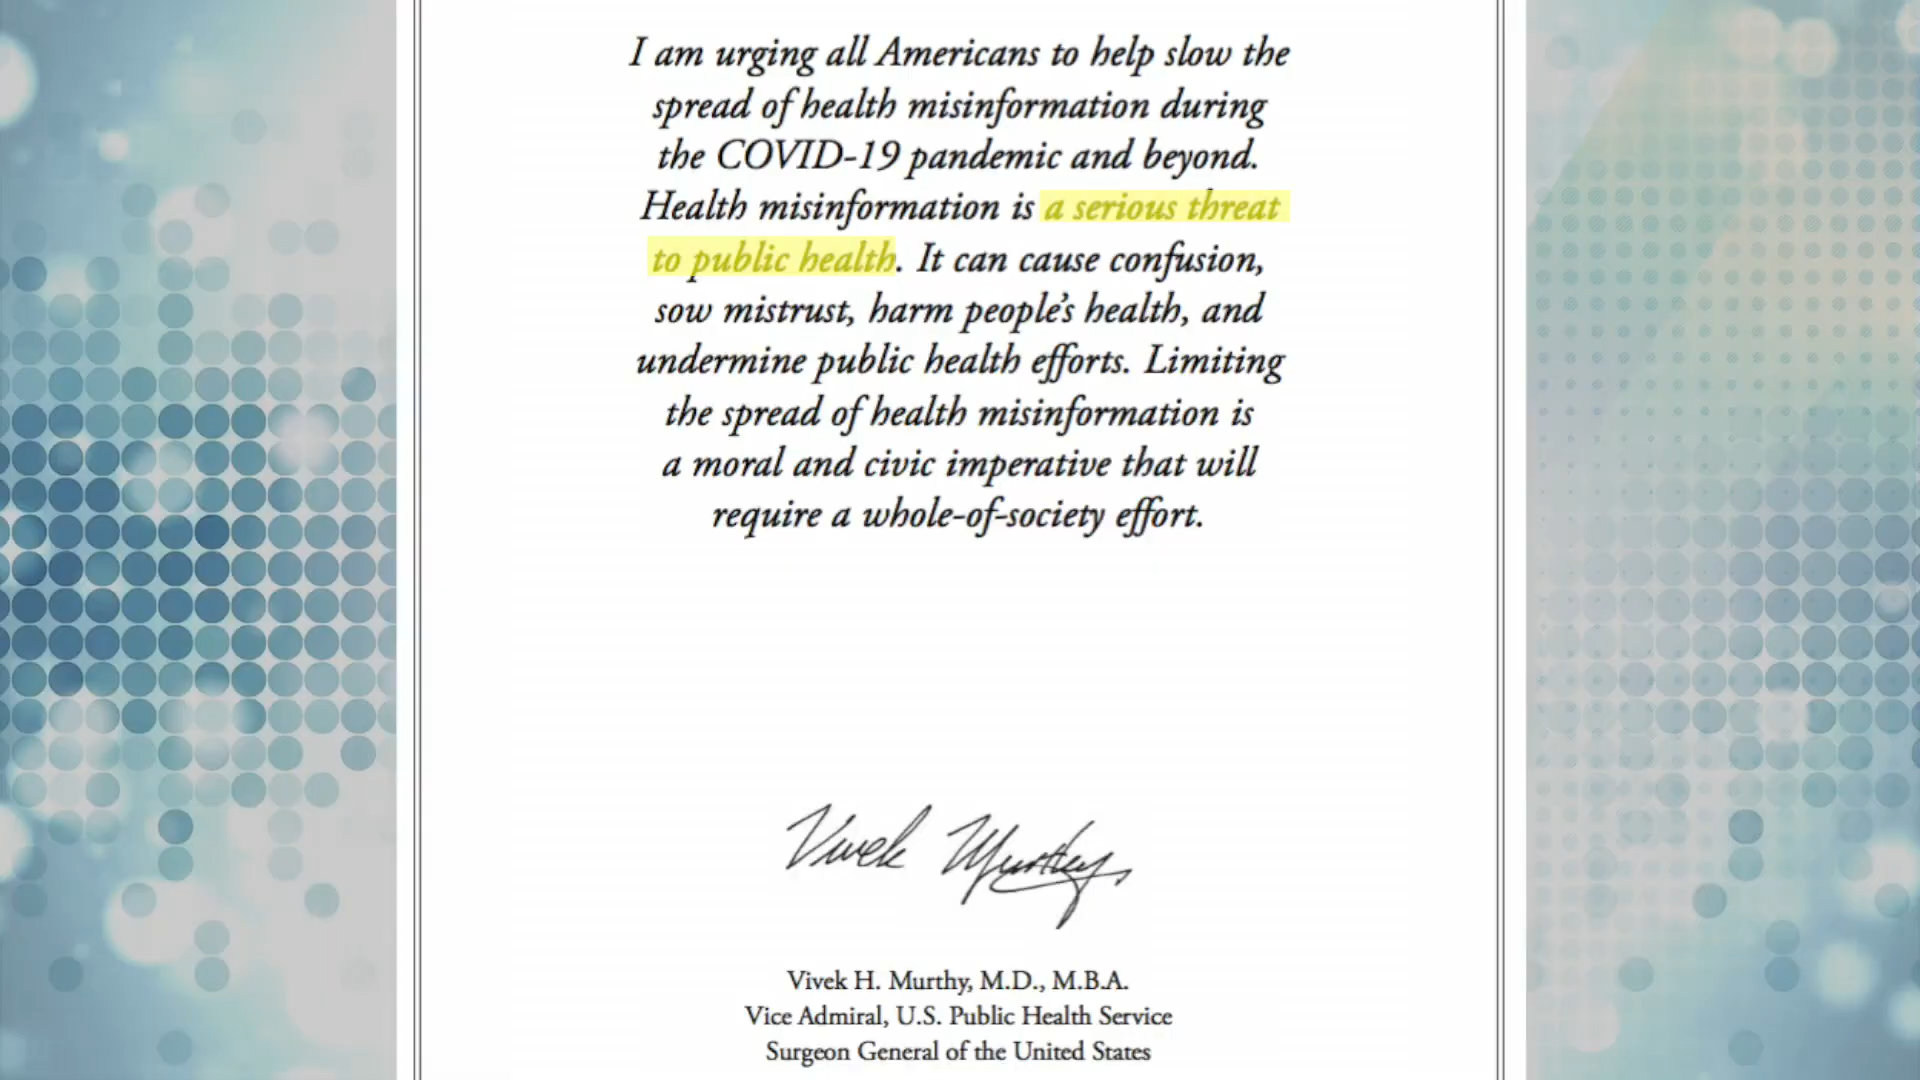 I am urging all Americans to help slow the
spread of health misinformation during
the COVID-19 pandemic and beyond.
Health misinformation is a serious threat
to public health. It can cause confusion,
sow mistrust, harm people’s health, and
undermine public health efforts. Limiting
the spread of health misinformation is
a moral and civic imperative that will
require a whole-of-society effort.
Vivek Murthy
Vivek H. Murthy, M.D., M.B.A.
Vice Admiral, U.S. Public Health Service
Surgeon General of the United States